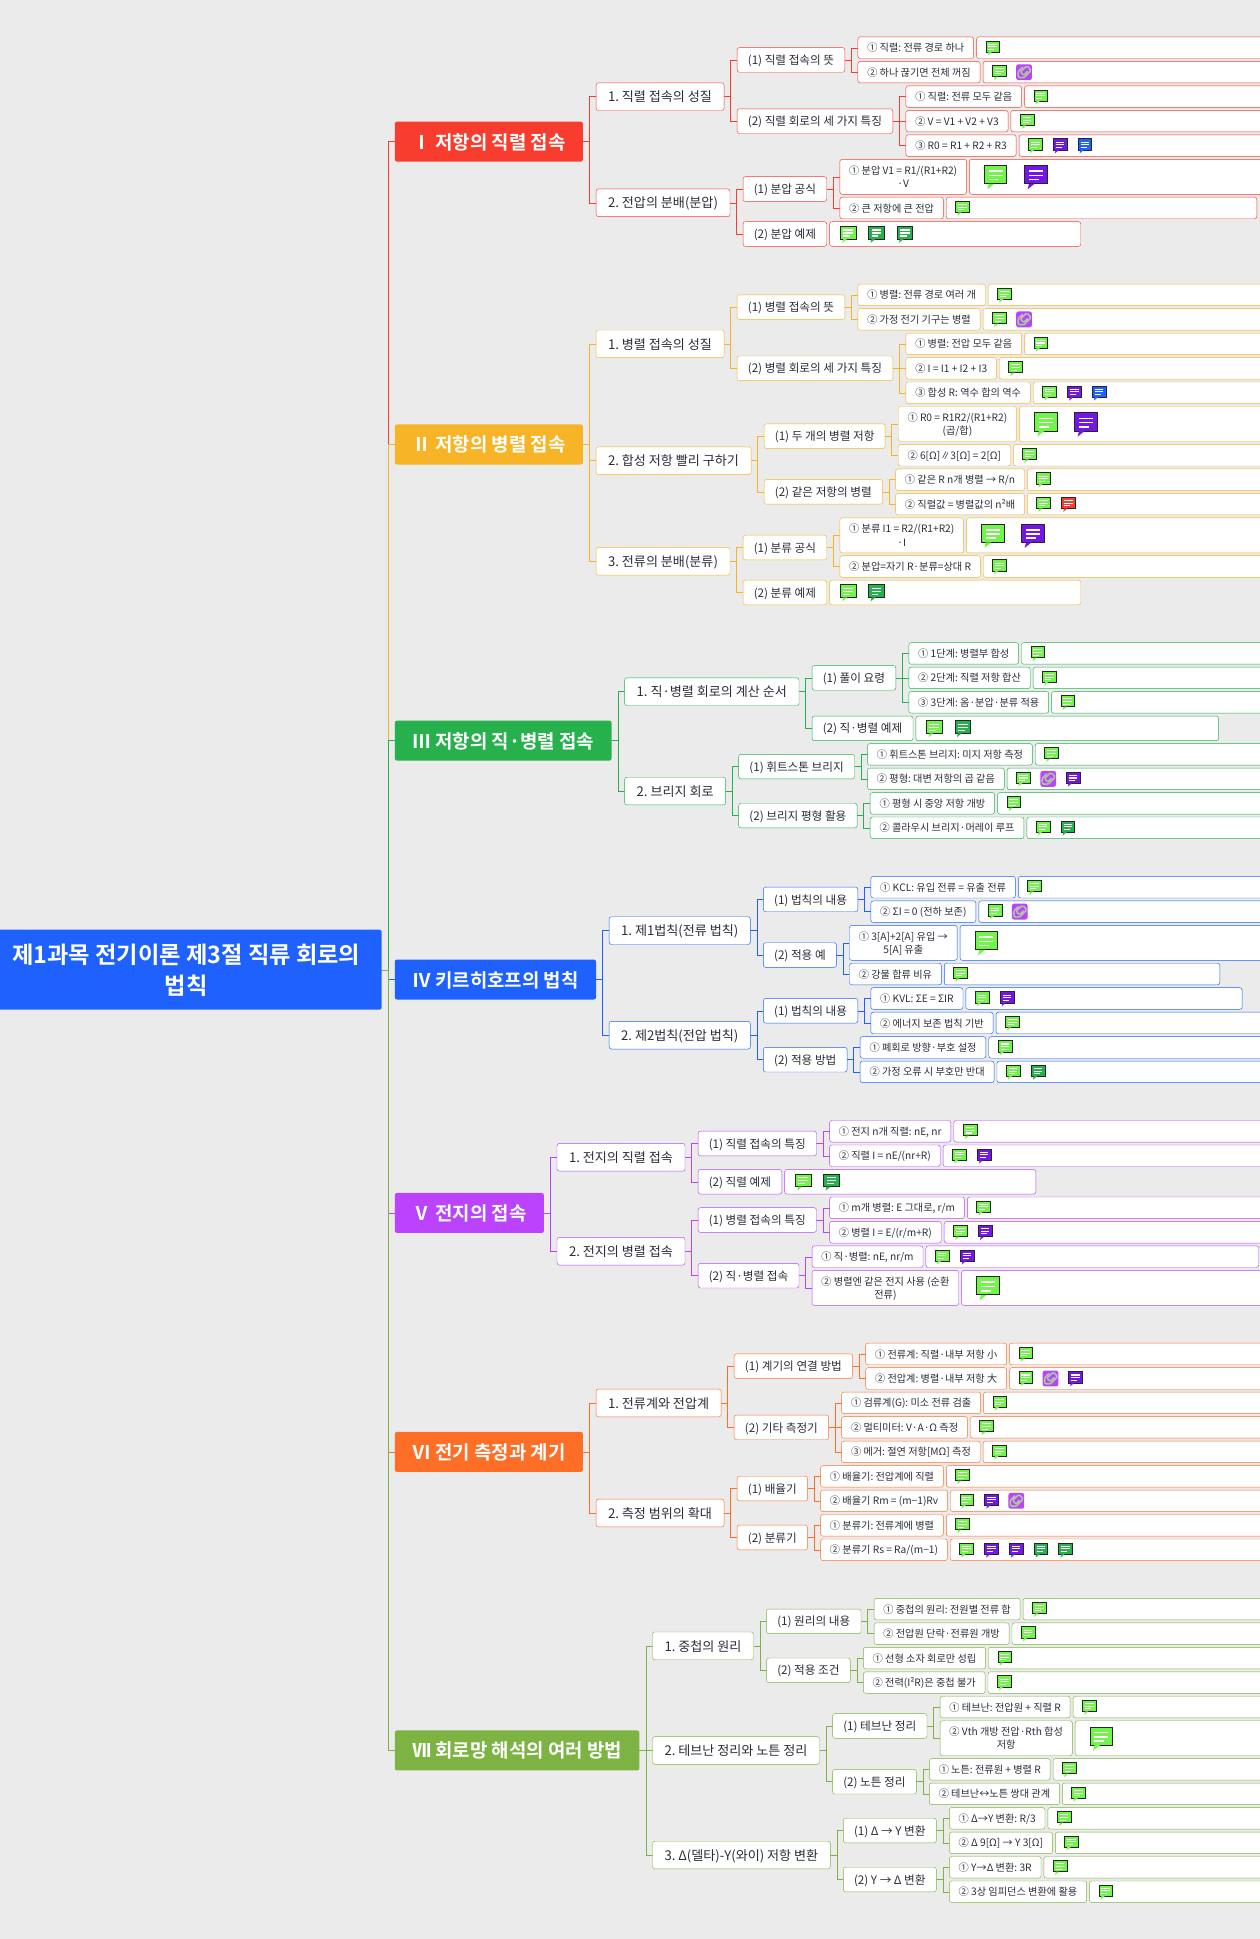 제1과목 전기이론 제3절 직류 회로의
법칙
Ⅰ 저항의 직렬 접속
1. 직렬 접속의 성질
(1) 직렬 접속의 뜻
① 직렬: 전류 경로 하나
② 하나 끊기면 전체 꺼짐
(2) 직렬 회로의 세 가지 특징
① 직렬: 전류 모두 같음
② V = V1 + V2 + V3
③ R0 = R1 + R2 + R3
2. 전압의 분배(분압)
(1) 분압 공식
① 분압 V1 = R1/(R1+R2)
·V
② 큰 저항에 큰 전압
(2) 분압 예제
Ⅱ 저항의 병렬 접속
1. 병렬 접속의 성질
(1) 병렬 접속의 뜻
① 병렬: 전류 경로 여러 개
② 가정 전기 기구는 병렬
(2) 병렬 회로의 세 가지 특징
① 병렬: 전압 모두 같음
② I = I1 + I2 + I3
③ 합성 R: 역수 합의 역수
2. 합성 저항 빨리 구하기
(1) 두 개의 병렬 저항
① R0 = R1R2/(R1+R2)
(곱/합)
② 6[Ω]∥3[Ω] = 2[Ω]
(2) 같은 저항의 병렬
① 같은 R n개 병렬 → R/n
② 직렬값 = 병렬값의 n²배
3. 전류의 분배(분류)
(1) 분류 공식
① 분류 I1 = R2/(R1+R2)
·I
② 분압=자기 R·분류=상대 R
(2) 분류 예제
Ⅲ 저항의 직·병렬 접속
1. 직·병렬 회로의 계산 순서
(1) 풀이 요령
① 1단계: 병렬부 합성
② 2단계: 직렬 저항 합산
③ 3단계: 옴·분압·분류 적용
(2) 직·병렬 예제
2. 브리지 회로
(1) 휘트스톤 브리지
① 휘트스톤 브리지: 미지 저항 측정
② 평형: 대변 저항의 곱 같음
(2) 브리지 평형 활용
① 평형 시 중앙 저항 개방
② 콜라우시 브리지·머레이 루프
Ⅳ 키르히호프의 법칙
1. 제1법칙(전류 법칙)
(1) 법칙의 내용
① KCL: 유입 전류 = 유출 전류
② ΣI = 0 (전하 보존)
(2) 적용 예
① 3[A]+2[A] 유입 →
5[A] 유출
② 강물 합류 비유
2. 제2법칙(전압 법칙)
(1) 법칙의 내용
① KVL: ΣE = ΣIR
② 에너지 보존 법칙 기반
(2) 적용 방법
① 폐회로 방향·부호 설정
② 가정 오류 시 부호만 반대
Ⅴ 전지의 접속
1. 전지의 직렬 접속
(1) 직렬 접속의 특징
① 전지 n개 직렬: nE, nr
② 직렬 I = nE/(nr+R)
(2) 직렬 예제
2. 전지의 병렬 접속
(1) 병렬 접속의 특징
① m개 병렬: E 그대로, r/m
② 병렬 I = E/(r/m+R)
(2) 직·병렬 접속
① 직·병렬: nE, nr/m
② 병렬엔 같은 전지 사용 (순환
전류)
Ⅵ 전기 측정과 계기
1. 전류계와 전압계
(1) 계기의 연결 방법
① 전류계: 직렬·내부 저항 小
② 전압계: 병렬·내부 저항 大
(2) 기타 측정기
① 검류계(G): 미소 전류 검출
② 멀티미터: V·A·Ω 측정
③ 메거: 절연 저항[MΩ] 측정
2. 측정 범위의 확대
(1) 배율기
① 배율기: 전압계에 직렬
② 배율기 Rm = (m−1)Rv
(2) 분류기
① 분류기: 전류계에 병렬
② 분류기 Rs = Ra/(m−1)
Ⅶ 회로망 해석의 여러 방법
1. 중첩의 원리
(1) 원리의 내용
① 중첩의 원리: 전원별 전류 합
② 전압원 단락·전류원 개방
(2) 적용 조건
① 선형 소자 회로만 성립
② 전력(I²R)은 중첩 불가
2. 테브난 정리와 노튼 정리
(1) 테브난 정리
① 테브난: 전압원 + 직렬 R
② Vth 개방 전압·Rth 합성
저항
(2) 노튼 정리
① 노튼: 전류원 + 병렬 R
② 테브난↔노튼 쌍대 관계
3. Δ(델타)-Y(와이) 저항 변환
(1) Δ → Y 변환
① Δ→Y 변환: R/3
② Δ 9[Ω] → Y 3[Ω]
(2) Y → Δ 변환
① Y→Δ 변환: 3R
② 3상 임피던스 변환에 활용